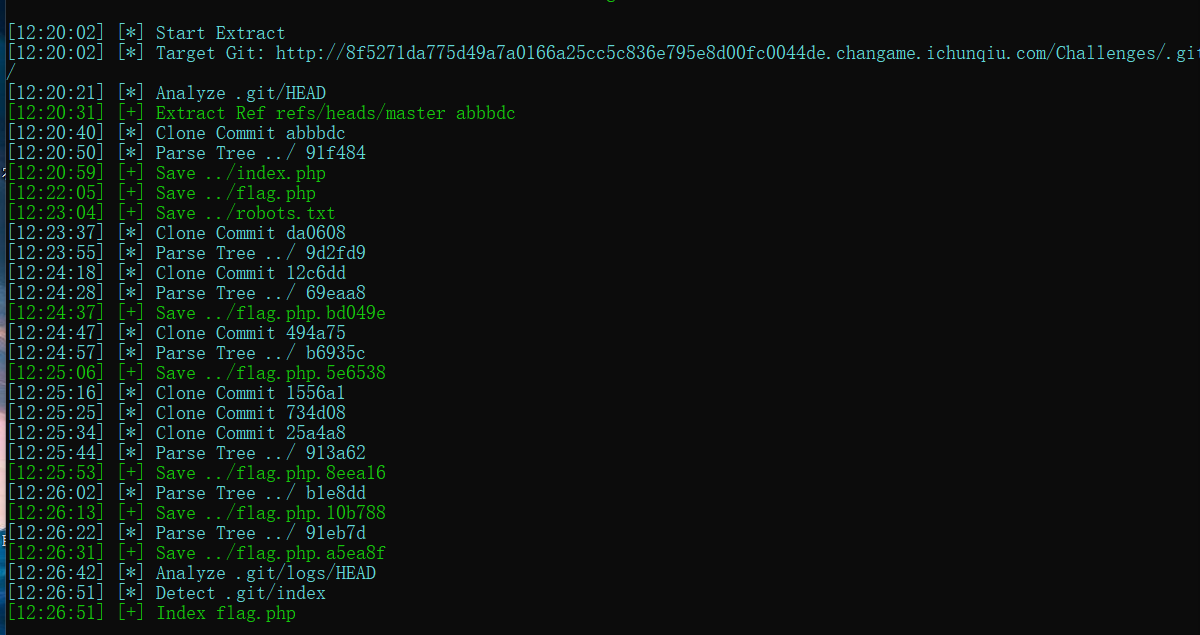 [12:20:02] [*] Start Extract
[12:20:02] [*] Target Git: http://8f5271da775d49a7a0166a25cc5c836e795e8d00fc0044de.changame.ichunqiu.com/Challenges/.git
/
[12:20:21] [*] Analyze .git/HEAD
[12:20:31] [+] Extract Ref refs/heads/master abbbdc
[12:20:40] [*] Clone Commit abbbdc
[12:20:50] [*] Parse Tree ../ 91f484
[12:20:59] [+] Save ../index.php
[12:22:05] [+] Save ../flag.php
[12:23:04] [+] Save ../robots.txt
[12:23:37] [*] Clone Commit da0608
[12:23:55] [*] Parse Tree ../ 9d2fd9
[12:24:18] [*] Clone Commit 12c6dd
[12:24:28] [*] Parse Tree ../ 69eaa8
[12:24:37] [+] Save ../flag.php.bd049e
[12:24:47] [*] Clone Commit 494a75
[12:24:57] [*] Parse Tree ../ b6935c
[12:25:06] [+] Save ../flag.php.5e6538
[12:25:16] [*] Clone Commit 1556a1
[12:25:25] [*] Clone Commit 734d08
[12:25:34] [*] Clone Commit 25a4a8
[12:25:44] [*] Parse Tree ../ 913a62
[12:25:53] [+] Save ../flag.php.8eea16
[12:26:02] [*] Parse Tree ../ b1e8dd
[12:26:13] [+] Save ../flag.php.10b788
[12:26:22] [*] Parse Tree ../ 91eb7d
[12:26:31] [+] Save ../flag.php.a5ea8f
[12:26:42] [*] Analyze .git/logs/HEAD
[12:26:51] [*] Detect .git/index
[12:26:51] [+] Index flag.php